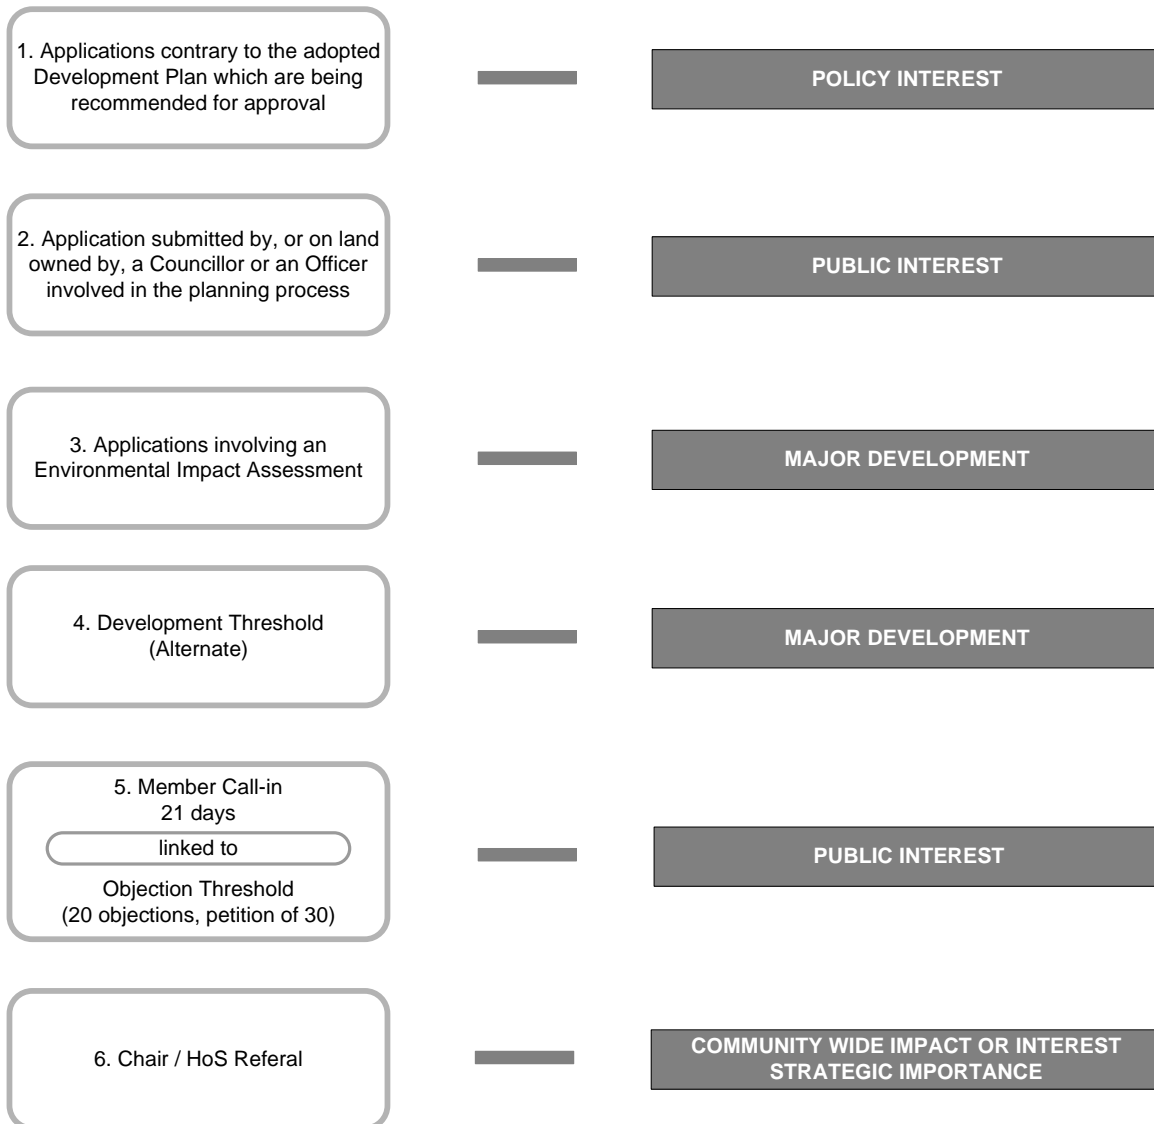 1. Applications contrary to the adopted
Development Plan which are being
recommended for approval
POLICY INTEREST
2. Application submitted by, or on land
owned by, a Councillor or an Officer
involved in the planning process
PUBLIC INTEREST
3. Applications involving an
Environmental Impact Assessment
MAJOR DEVELOPMENT
4. Development Threshold
(Alternate)
MAJOR DEVELOPMENT
5. Member Call-in
21 days
linked to
Objection Threshold
(20 objections, petition of 30)
PUBLIC INTEREST
6. Chair / HoS Referal
COMMUNITY WIDE IMPACT OR INTEREST
STRATEGIC IMPORTANCE